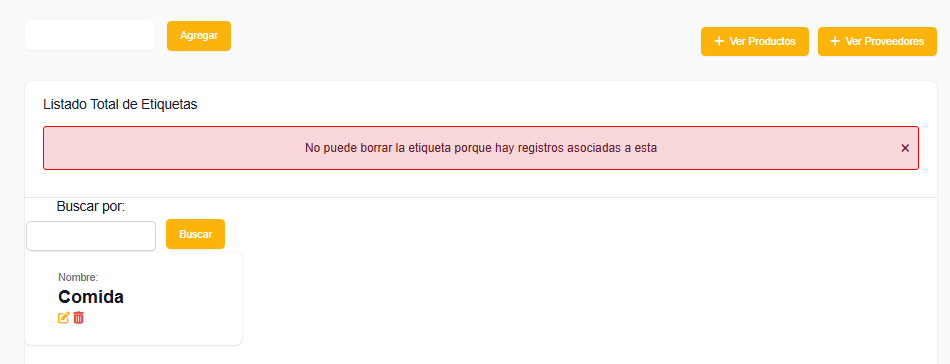 Agregar
+ Ver Productos
+ Ver Proveedores
Listado Total de Etiquetas
No puede borrar la etiqueta porque hay registros asociadas a esta ×
Buscar por:
Buscar
Nombre:
Comida